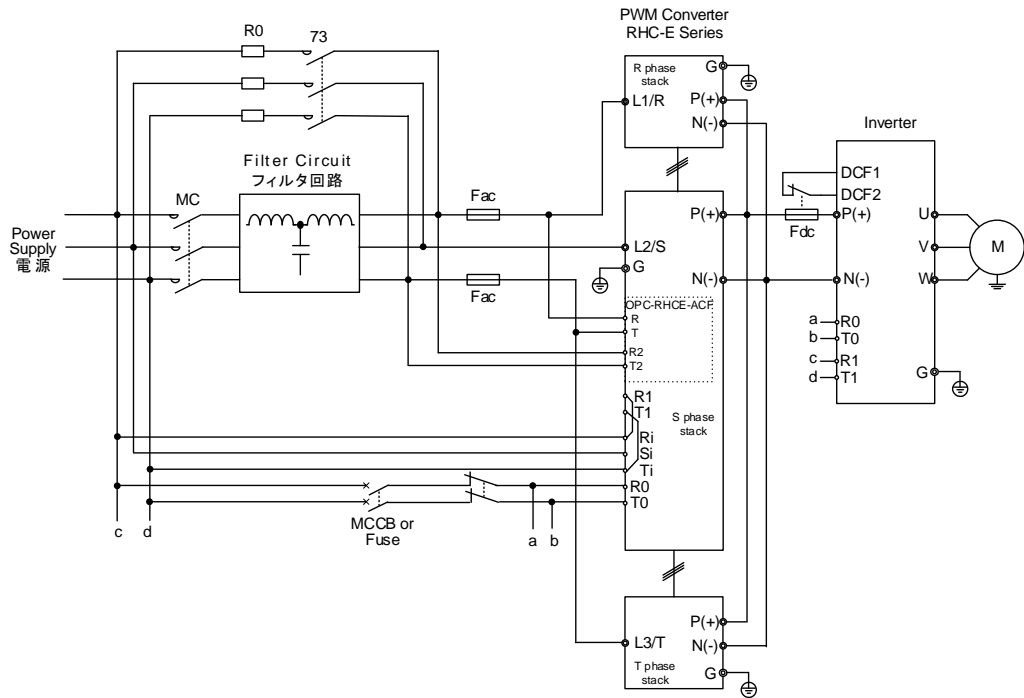 PWM Converter
RHC-E Series
R0
73
R phase
stack
G
L1/R
P(+)
N(-)
Inverter
Filter Circuit
フィルタ回路
MC
Fac
DCF1
DCF2
P(+)
P(+)
Fdc
U
V
W
M
Power
Supply
電源
L2/S
G
N(-)
N(-)
Fac
OPC-RHCE-ACF
R
T
R2
T2
a
R0
b
T0
c
R1
d
T1
G
R1
T1
S phase
stack
Ri
Si
Ti
R0
T0
MCCB or
Fuse
c
d
a
b
P(+)
L3/T
N(-)
T phase
stack
G